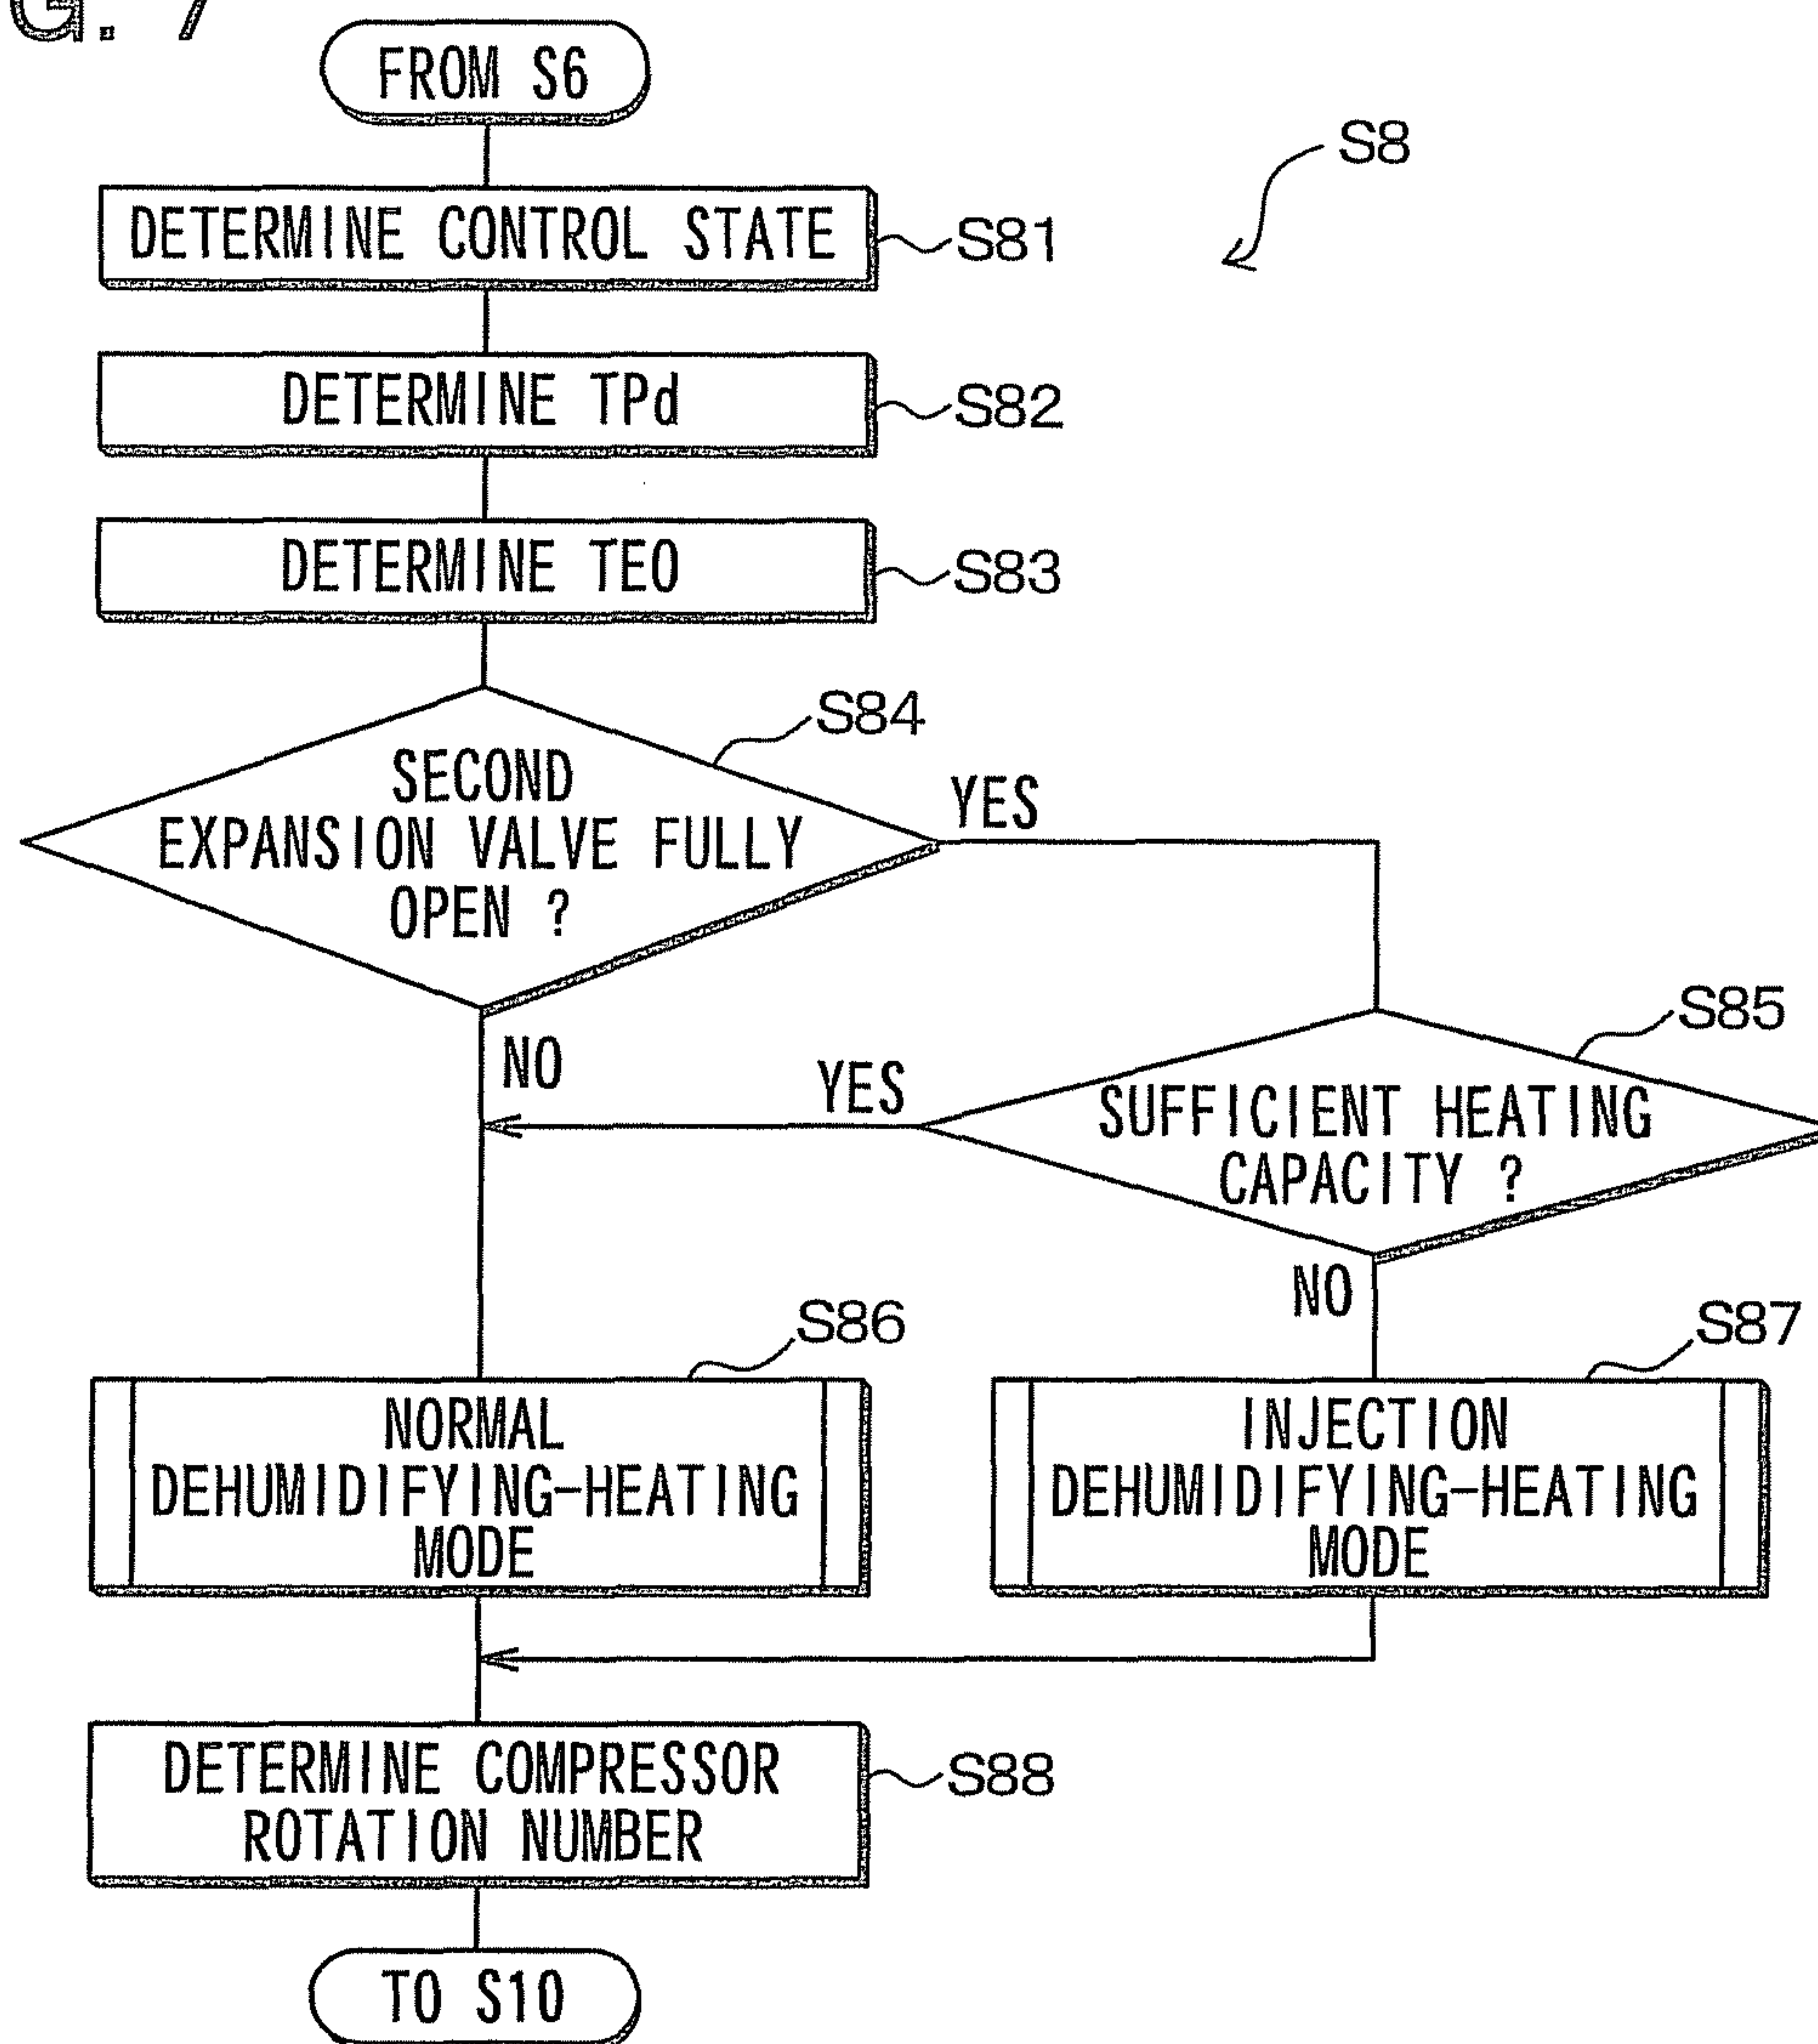 G. 7
FROM S6
S8
DETERMINE CONTROL STATE
S81
DETERMINE TPd
S82
DETERMINE TEO
S83
S84
SECOND
EXPANSION VALVE FULLY
OPEN ?
YES
NO
S85
YES
SUFFICIENT HEATING
CAPACITY ?
NO
S86
NORMAL
DEHUMIDIFYING-HEATING
MODE
S87
INJECTION
DEHUMIDIFYING-HEATING
MODE
DETERMINE COMPRESSOR
ROTATION NUMBER
S88
TO S10